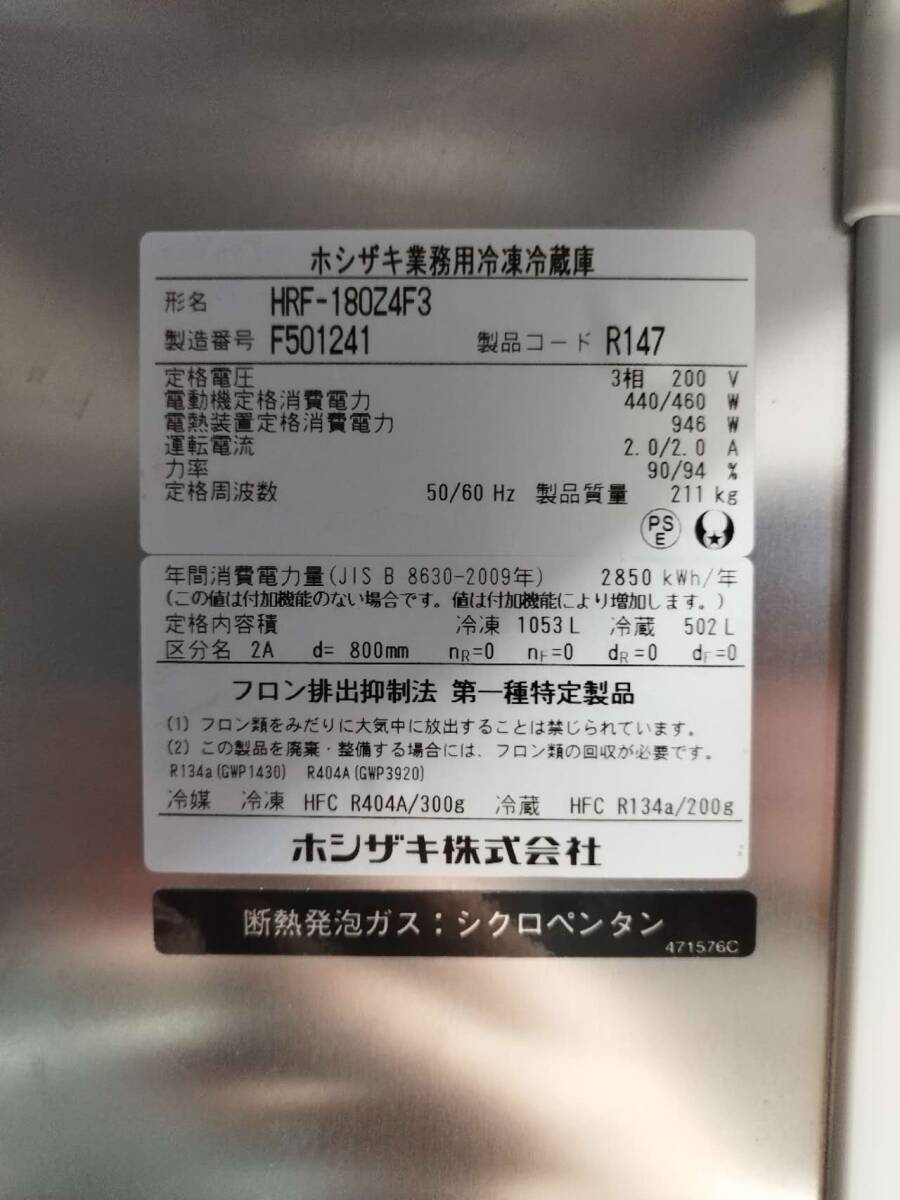 ホシザキ業務用冷凍冷蔵庫
形名 HRF-180Z4F3
製造番号 F501241 製品コード R147
定格電圧 3相 200 V
電動機定格消費電力 440/460 W
電熱装置定格消費電力 946 W
運転電流 2.0/2.0 A
力率 90/94 %
定格周波数 50/60 Hz 製品質量 211 kg
PS
E
年間消費電力量(JIS B 8630-2009年) 2850 kWh/年
(この値は付加機能のない場合です。値は付加機能により増加します。)
定格内容積 冷凍 1053 L 冷蔵 502 L
区分名 2A d= 800mm nR=0 nF=0 dR=0 dF=0
フロン排出抑制法 第一種特定製品
(1) フロン類をみだりに大気中に放出することは禁じられています。
(2) この製品を廃棄・整備する場合には、フロン類の回収が必要です。
R134a(GWP1430) R404A(GWP3920)
冷媒 冷凍 HFC R404A/300g 冷蔵 HFC R134a/200g
ホシザキ株式会社
断熱発泡ガス：シクロペンタン
471576C